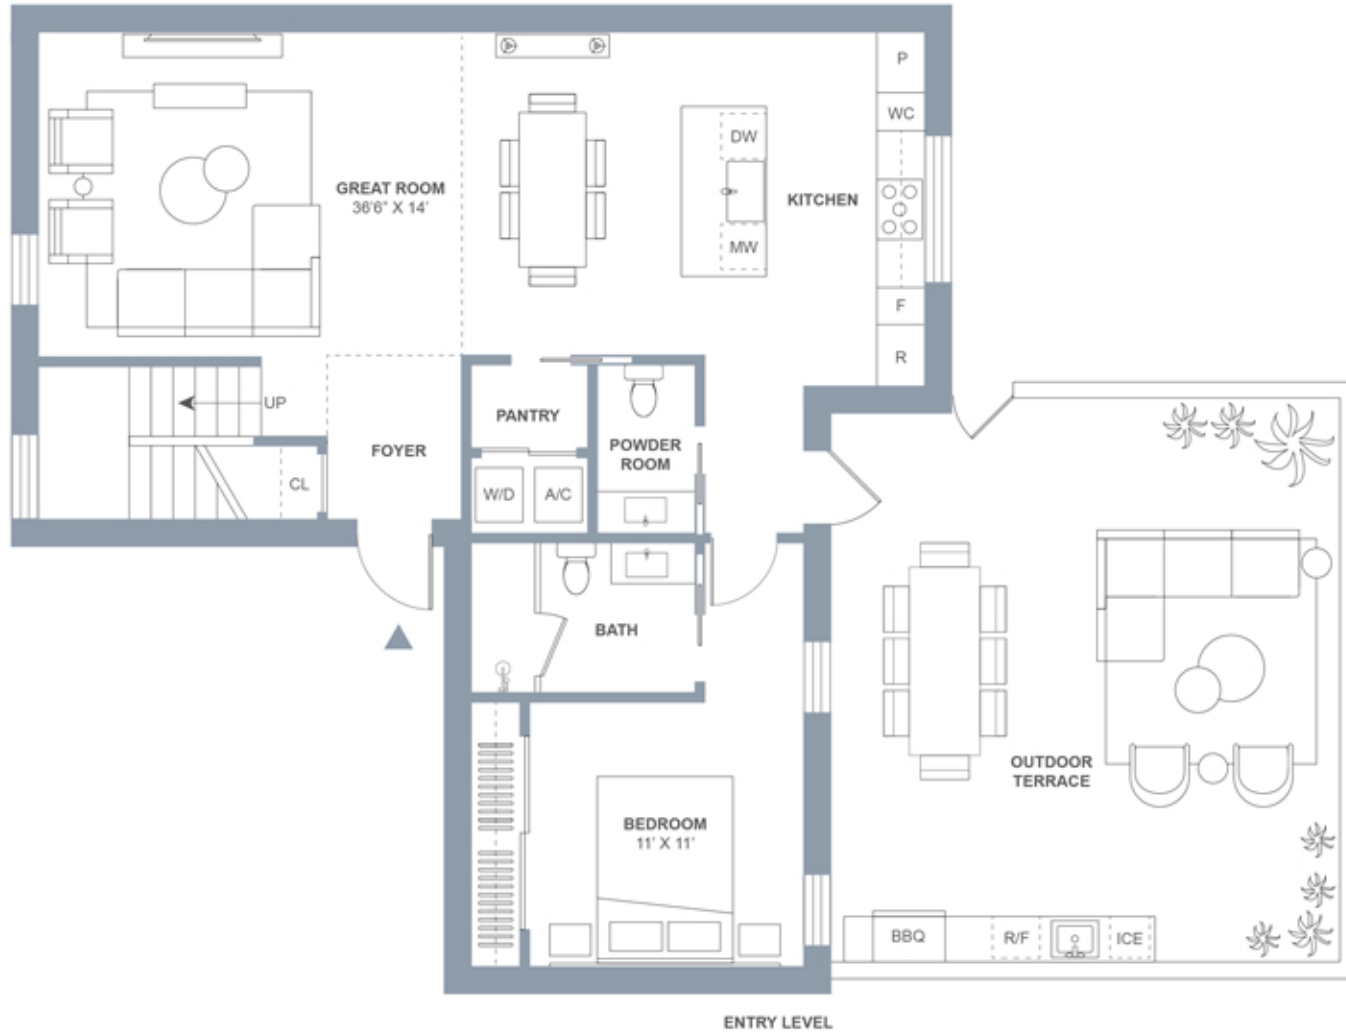 P
WC
DW
GREAT ROOM
36'6" X 14'
KITCHEN
MW
F
R
UP
PANTRY
FOYER
POWDER
ROOM
CL
W/D
A/C
BATH
OUTDOOR
TERRACE
BEDROOM
11' X 11'
BBQ
R/F
ICE
ENTRY LEVEL